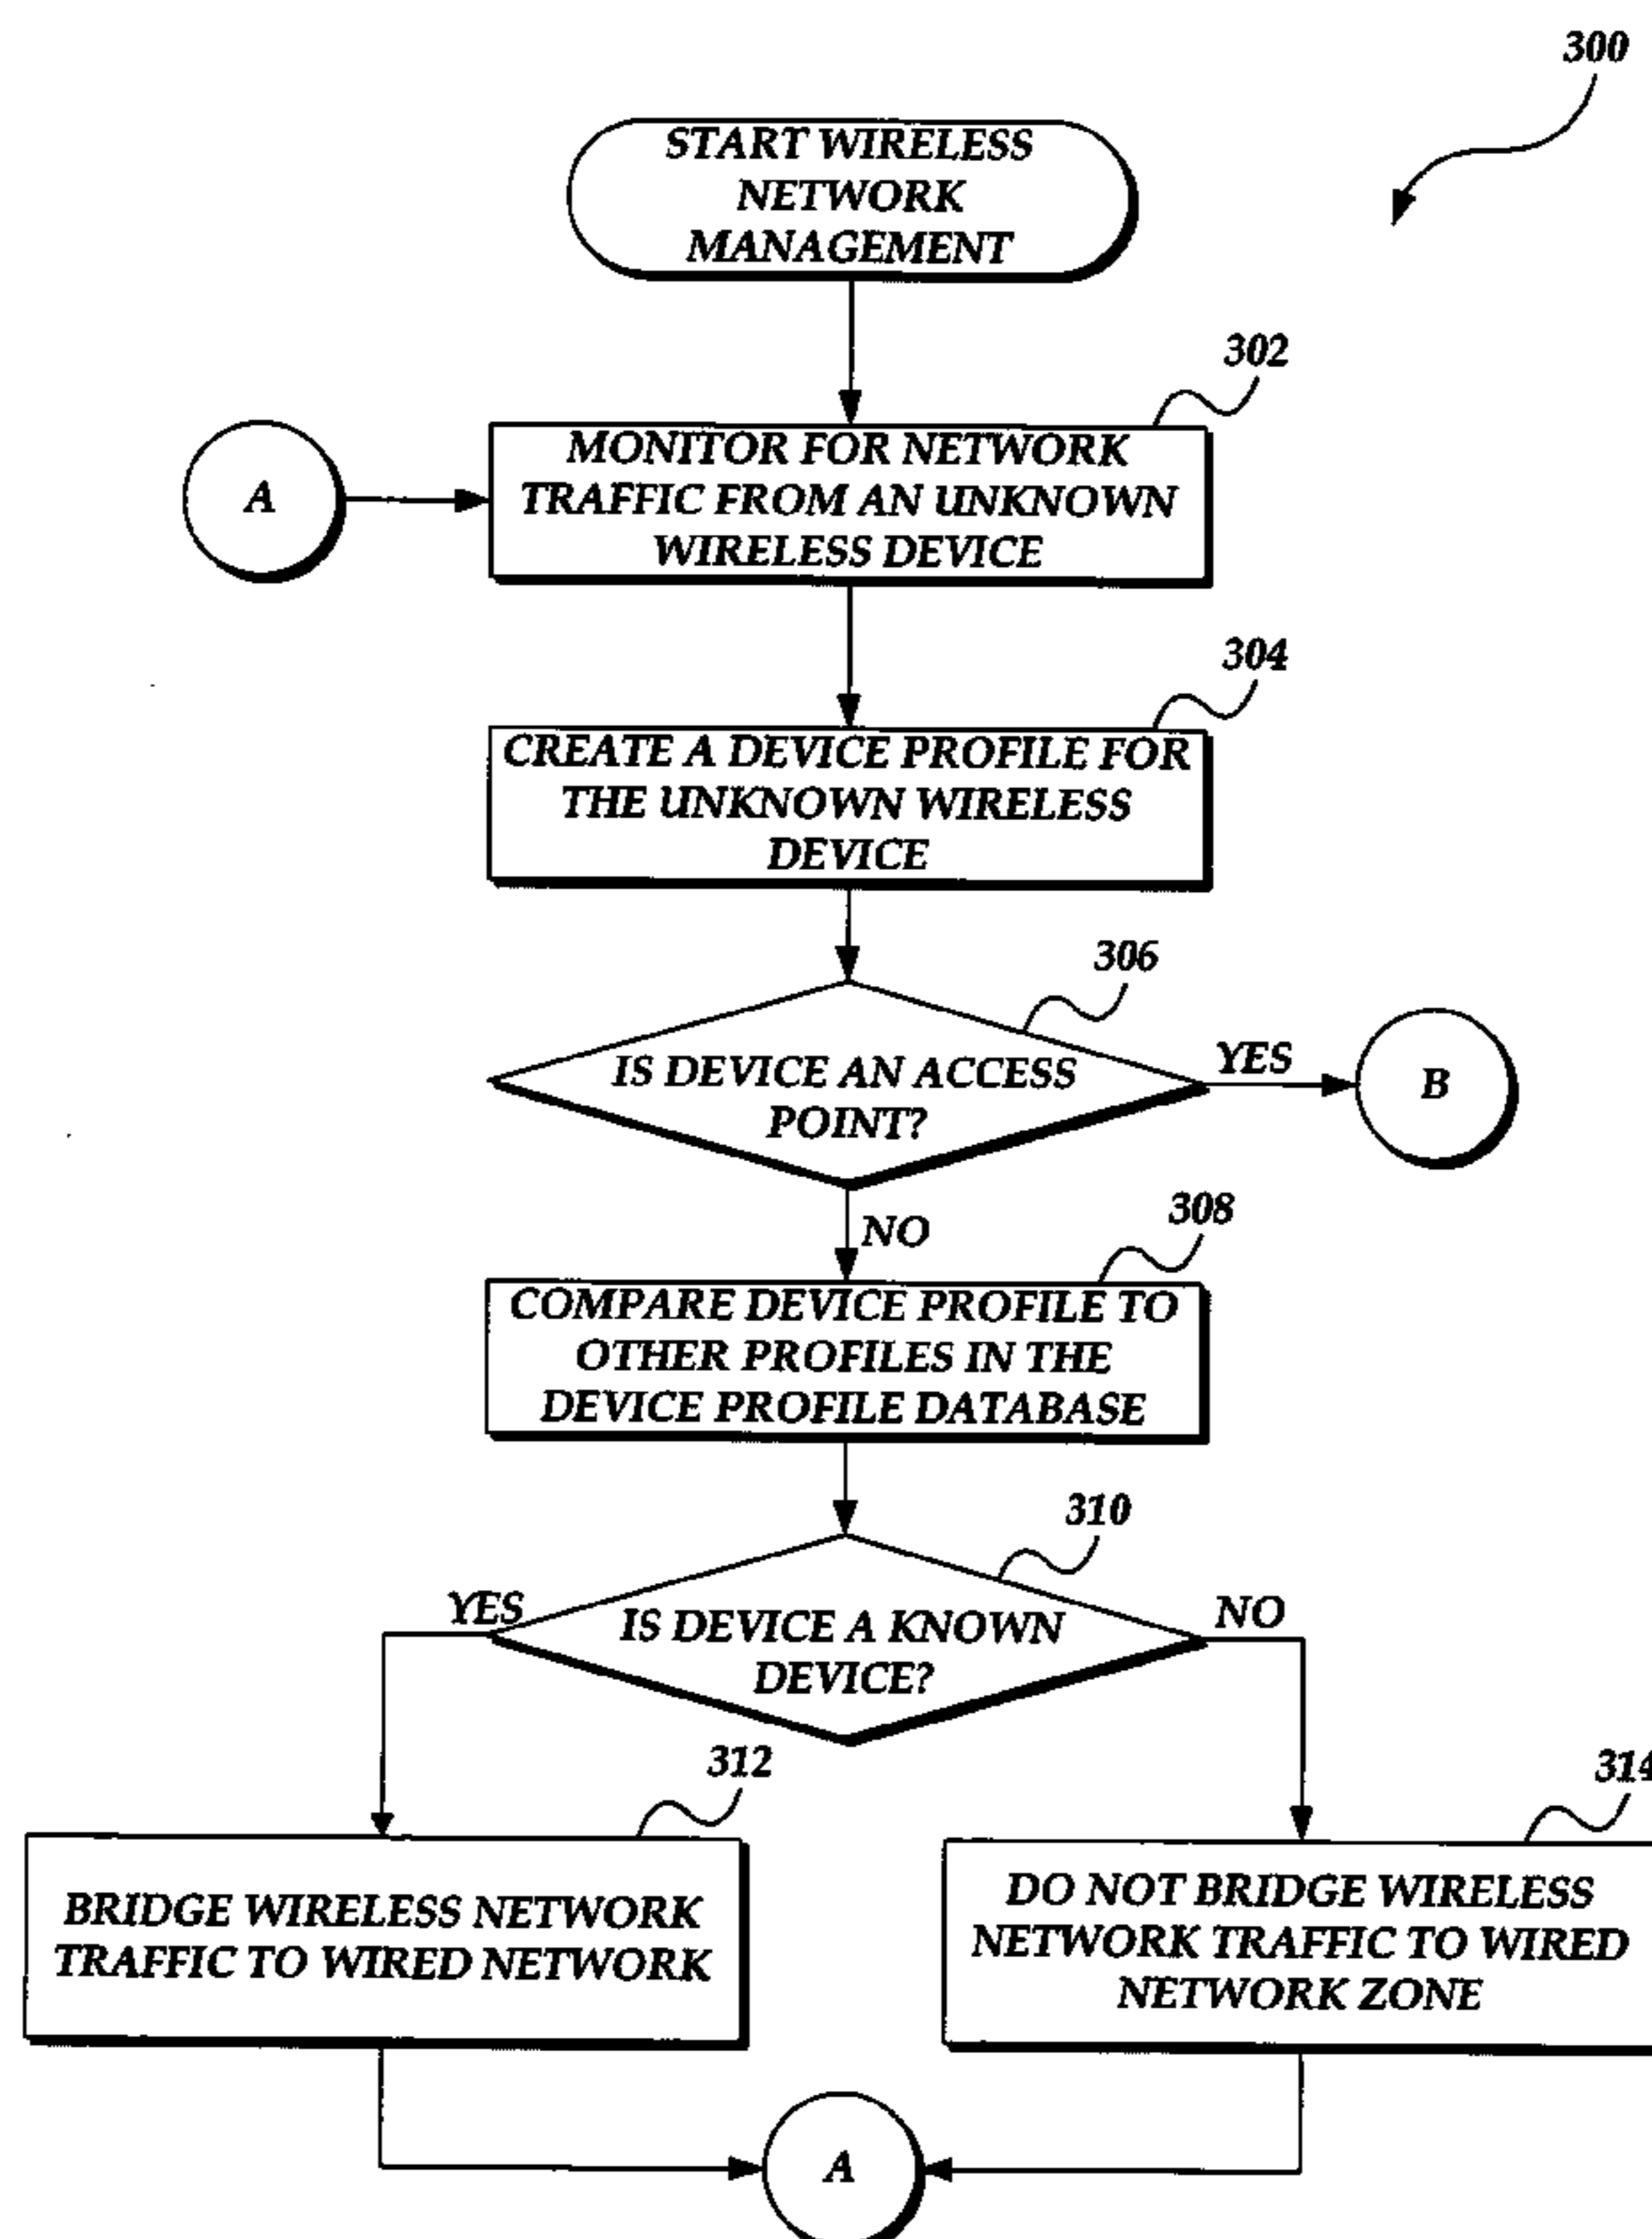 300
START WIRELESS
NETWORK
MANAGEMENT
302
A
MONITOR FOR NETWORK
TRAFFIC FROM AN UNKNOWN
WIRELESS DEVICE
304
CREATE A DEVICE PROFILE FOR
THE UNKNOWN WIRELESS
DEVICE
306
IS DEVICE AN ACCESS
POINT?
YES
B
NO
308
COMPARE DEVICE PROFILE TO
OTHER PROFILES IN THE
DEVICE PROFILE DATABASE
310
YES
IS DEVICE A KNOWN
DEVICE?
NO
312
314
BRIDGE WIRELESS NETWORK
TRAFFIC TO WIRED NETWORK
DO NOT BRIDGE WIRELESS
NETWORK TRAFFIC TO WIRED
NETWORK ZONE
A